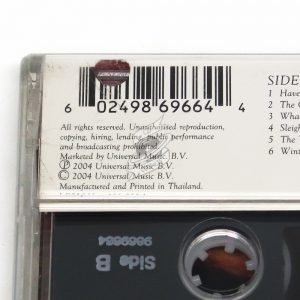 6 02498 69664 4
All rights reserved. Unauthorised reproduction,
copying, hiring, lending, public performance
and broadcasting prohibited.
Marketed by Universal Music B.V.
℗ 2004 Universal Music B.V.
© 2004 Universal Music B.V.
Manufactured and Printed in Thailand.
SIDE
1 Have
2 The
3 Wha
4 Sleigh
5 The
6 Wint
Side B
9869664